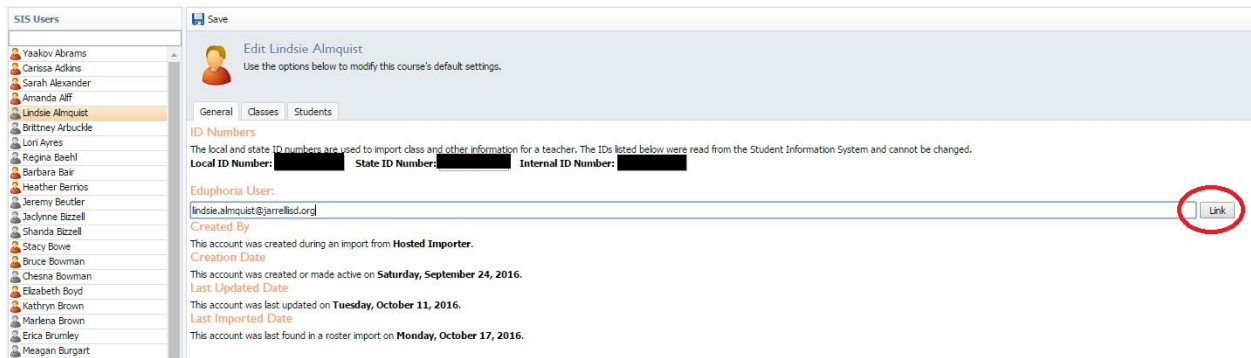 SIS Users
Save
Yaakov Abrams
Carissa Adkins
Sarah Alexander
Amanda Alff
Lindsie Almquist
Brittney Arbuckle
Lori Ayres
Regina Baehl
Barbara Bair
Heather Berrios
Jeremy Beutler
Jaclynne Bizzell
Shanda Bizzell
Stacy Bowe
Bruce Bowman
Chesna Bowman
Elizabeth Boyd
Kathryn Brown
Marlena Brown
Erica Brumley
Meagan Burgart
Edit Lindsie Almquist
Use the options below to modify this course's default settings.
General Classes Students
ID Numbers
The local and state ID numbers are used to import class and other information for a teacher. The IDs listed below were read from the Student Information System and cannot be changed.
Local ID Number: State ID Number: Internal ID Number:
Eduphoria User:
lindsie.almquist@jarrellisd.org Link
Created By
This account was created during an import from Hosted Importer.
Creation Date
This account was created or made active on Saturday, September 24, 2016.
Last Updated Date
This account was last updated on Tuesday, October 11, 2016.
Last Imported Date
This account was last found in a roster import on Monday, October 17, 2016.